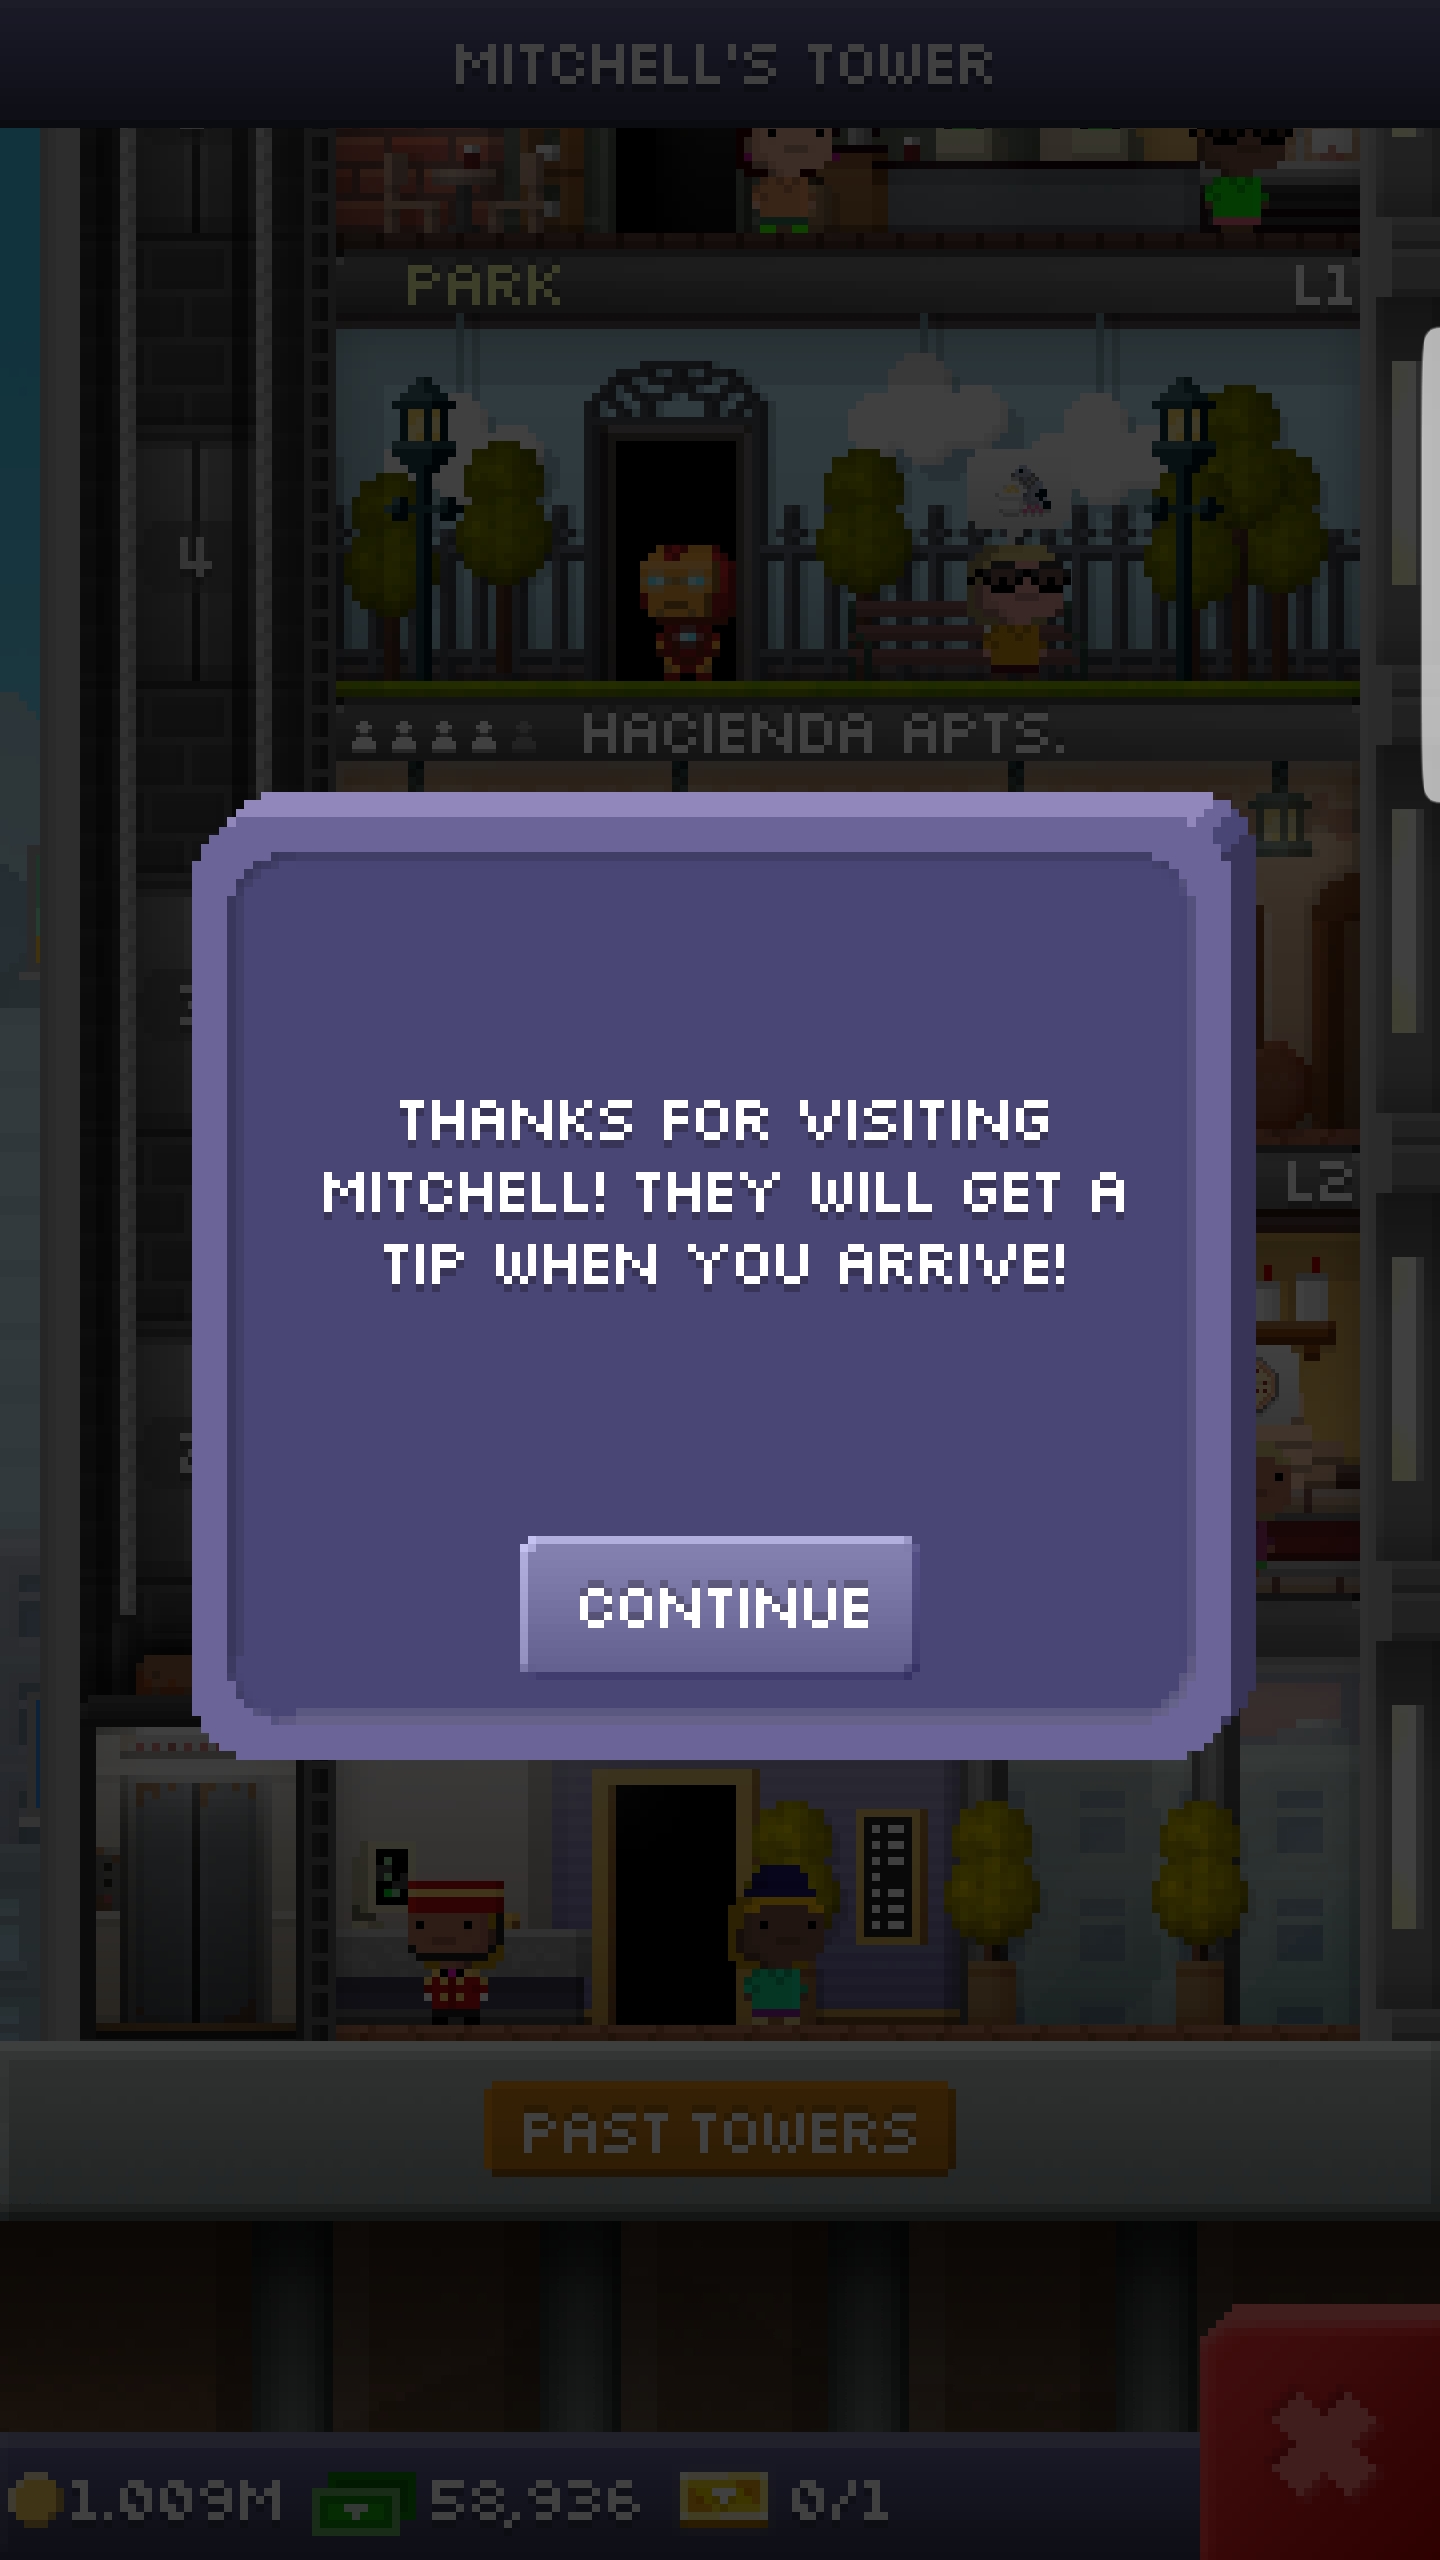 MITCHELL'S TOWER
PARK
L1
4
HACIENDA APTS.
THANKS FOR VISITING
MITCHELL! THEY WILL GET A
TIP WHEN YOU ARRIVE!
L2
CONTINUE
PAST TOWERS
1.009M 58,936 0/1